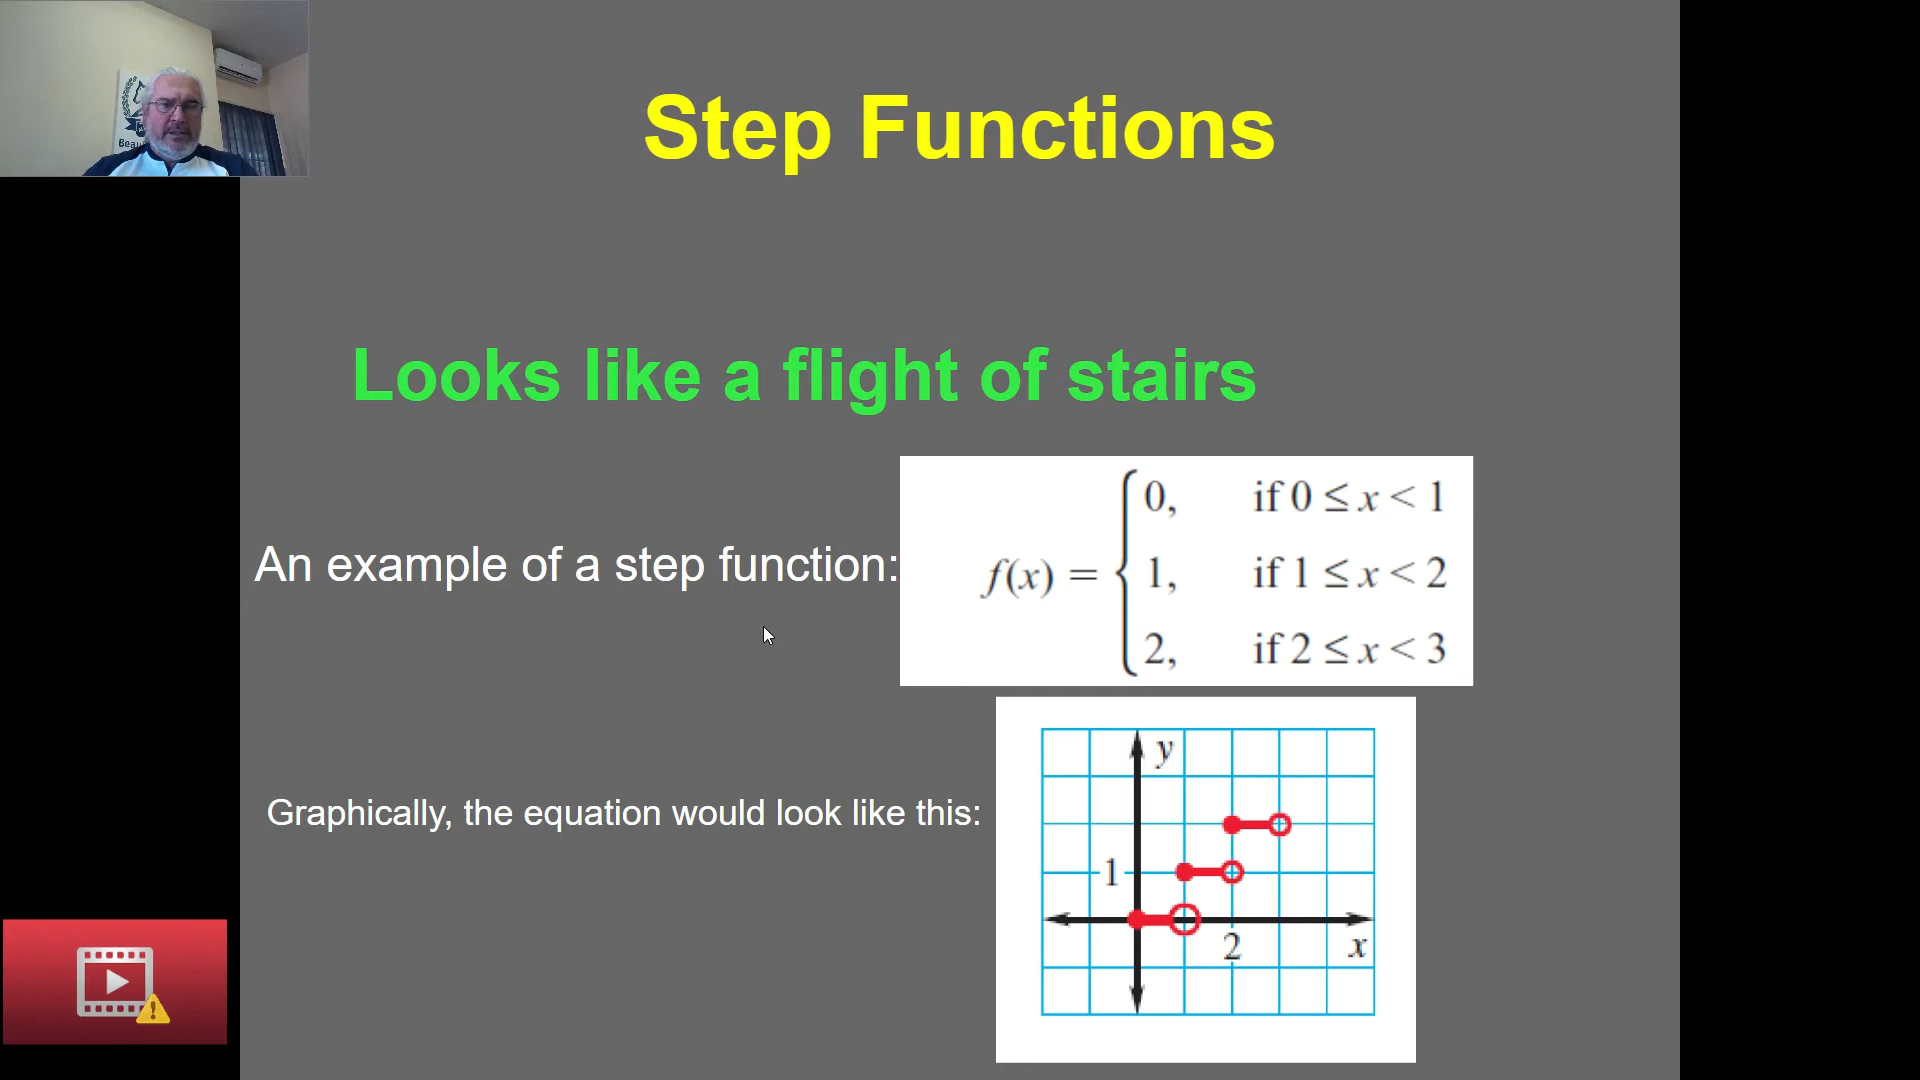 Step Functions
Looks like a flight of stairs
An example of a step function:
f(x) = { 0, if 0 ≤ x < 1
1, if 1 ≤ x < 2
2, if 2 ≤ x < 3
Graphically, the equation would look like this:
y
1
2
x